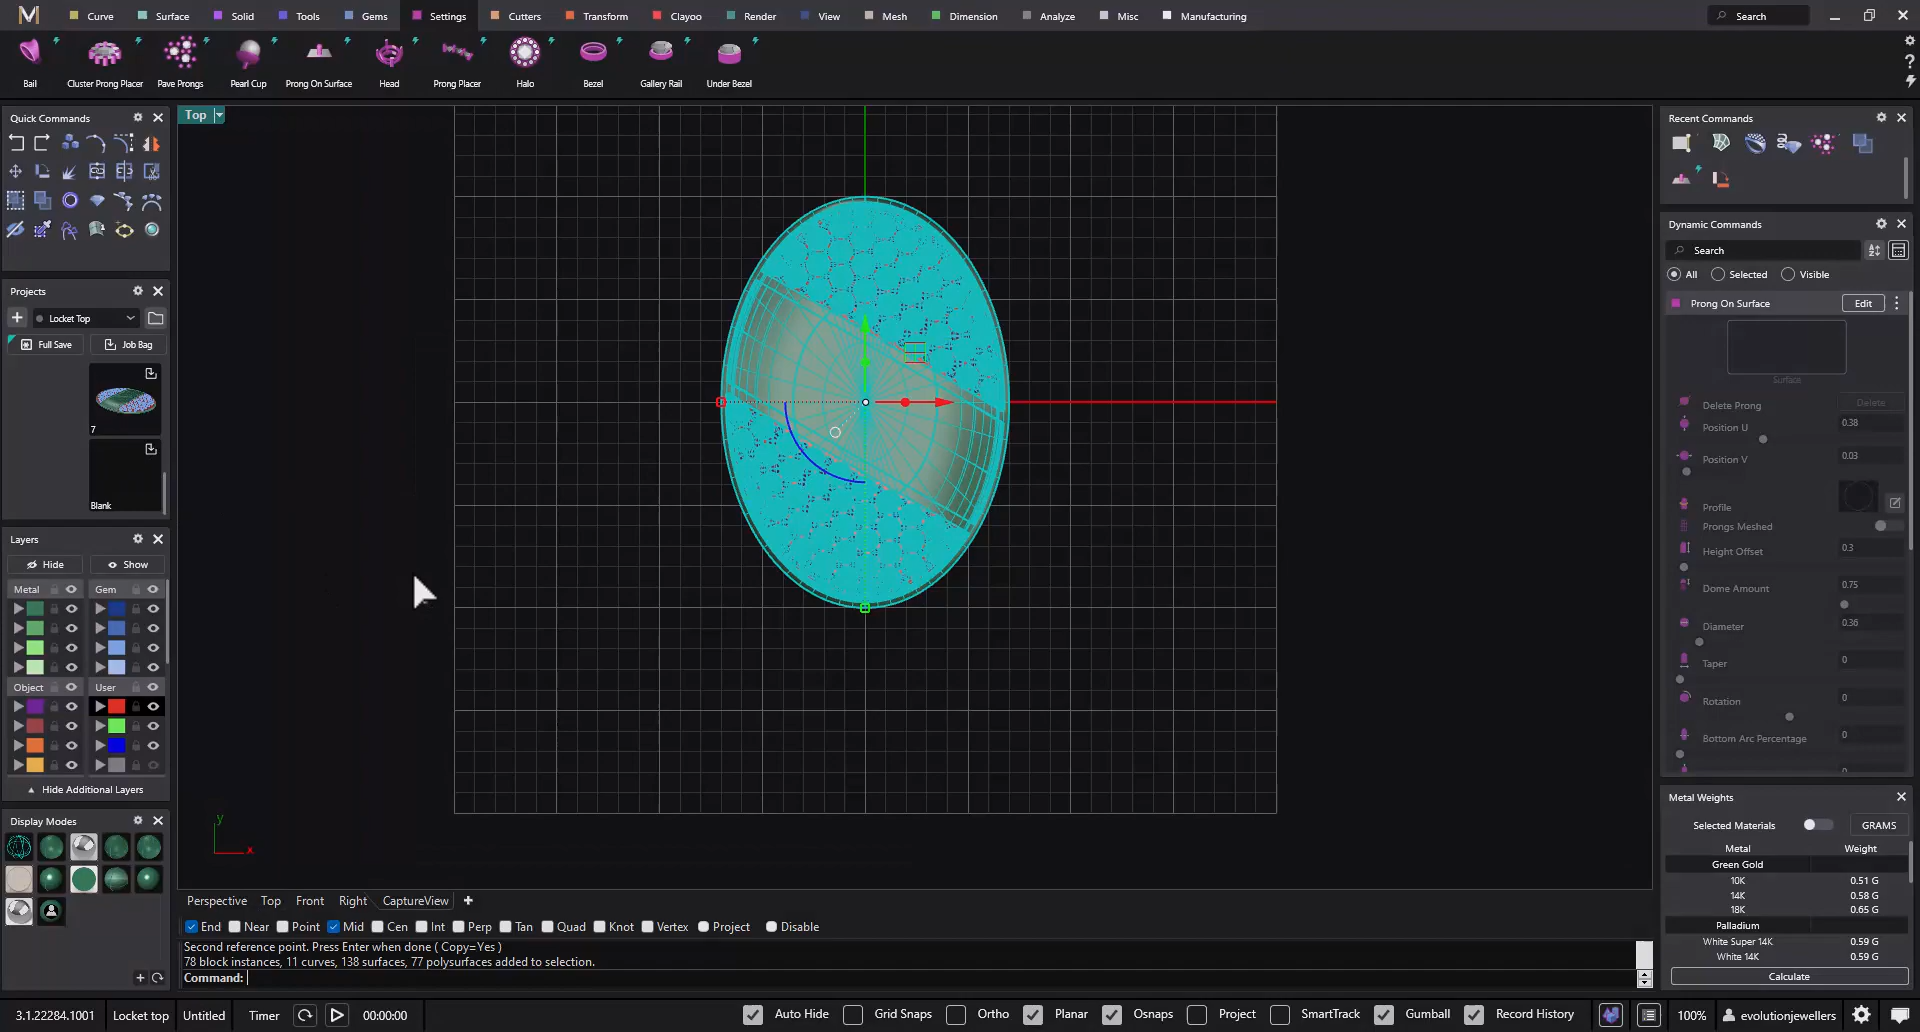 Curve Surface Solid Tools Gems Settings Cutters Transform Clayoo Render View Mesh Dimension Analyze Misc Manufacturing Search
Bail Cluster Prong Placer Pave Prongs Pearl Cup Prong On Surface Head Prong Placer Halo Bezel Gallery Rail Under Bezel
Quick Commands
Projects
Locket Top
Full Save Job Bag
7
Blank
Layers
Hide Show
Metal Gem
Object User
Hide Additional Layers
Display Modes
Top
y
x
Perspective Top Front Right CaptureView
End Near Point Mid Cen Int Perp Tan Quad Knot Vertex Project Disable
Second reference point. Press Enter when done ( Copy=Yes )
78 block instances, 11 curves, 138 surfaces, 77 polysurfaces added to selection.
Command:
Recent Commands
Dynamic Commands
Search
All Selected Visible
Prong On Surface Edit
Surface
Delete Prong Delete
Position U 0.38
Position V 0.03
Profile
Prongs Meshed
Height Offset 0.3
Dome Amount 0.75
Diameter 0.36
Taper 0
Rotation 0
Bottom Arc Percentage 0
Metal Weights
Selected Materials GRAMS
Metal Weight
Green Gold
10K 0.51 G
14K 0.58 G
18K 0.65 G
Palladium
White Super 14K 0.59 G
White 14K 0.59 G
Calculate
3.1.22284.1001 Locket top Untitled Timer 00:00:00 Auto Hide Grid Snaps Ortho Planar Osnaps Project SmartTrack Gumball Record History 100% evolutionjewellers